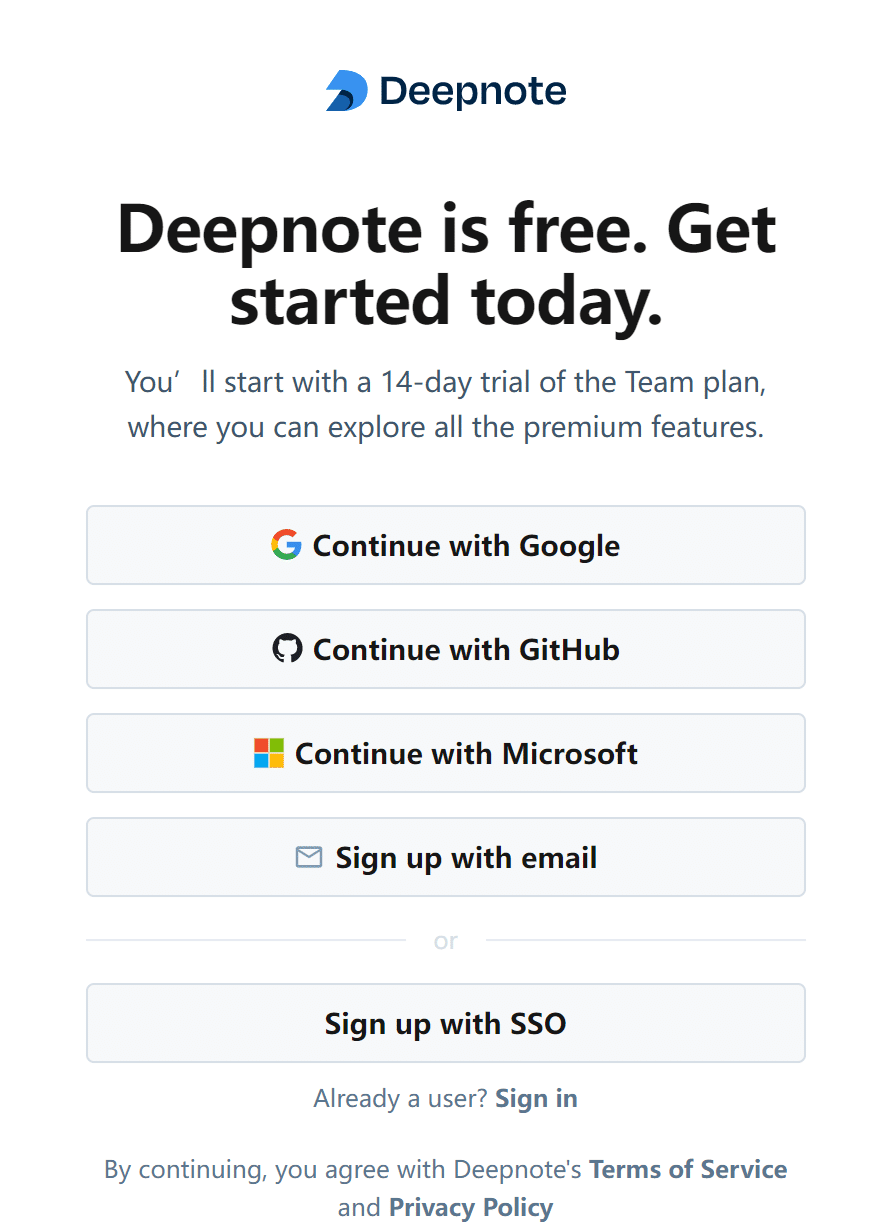 Deepnote
Deepnote is free. Get
started today.
You’ll start with a 14-day trial of the Team plan,
where you can explore all the premium features.
Continue with Google
Continue with GitHub
Continue with Microsoft
Sign up with email
or
Sign up with SSO
Already a user? Sign in
By continuing, you agree with Deepnote's Terms of Service
and Privacy Policy